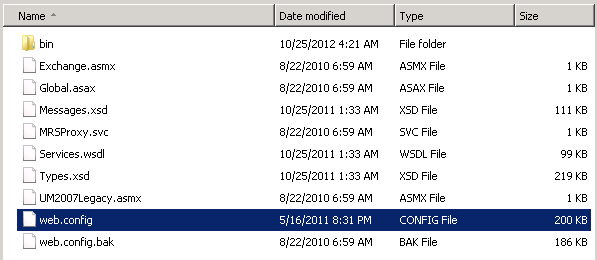 Name Date modified Type Size
bin 10/25/2012 4:21 AM File folder
Exchange.asmx 8/22/2010 6:59 AM ASMX File 1 KB
Global.asax 8/22/2010 6:59 AM ASAX File 1 KB
Messages.xsd 10/25/2011 1:33 AM XSD File 111 KB
MRSProxy.svc 8/22/2010 6:59 AM SVC File 1 KB
Services.wsdl 10/25/2011 1:33 AM WSDL File 99 KB
Types.xsd 10/25/2011 1:33 AM XSD File 219 KB
UM2007Legacy.asmx 8/22/2010 6:59 AM ASMX File 1 KB
web.config 5/16/2011 8:31 PM CONFIG File 200 KB
web.config.bak 8/22/2010 6:59 AM BAK File 186 KB